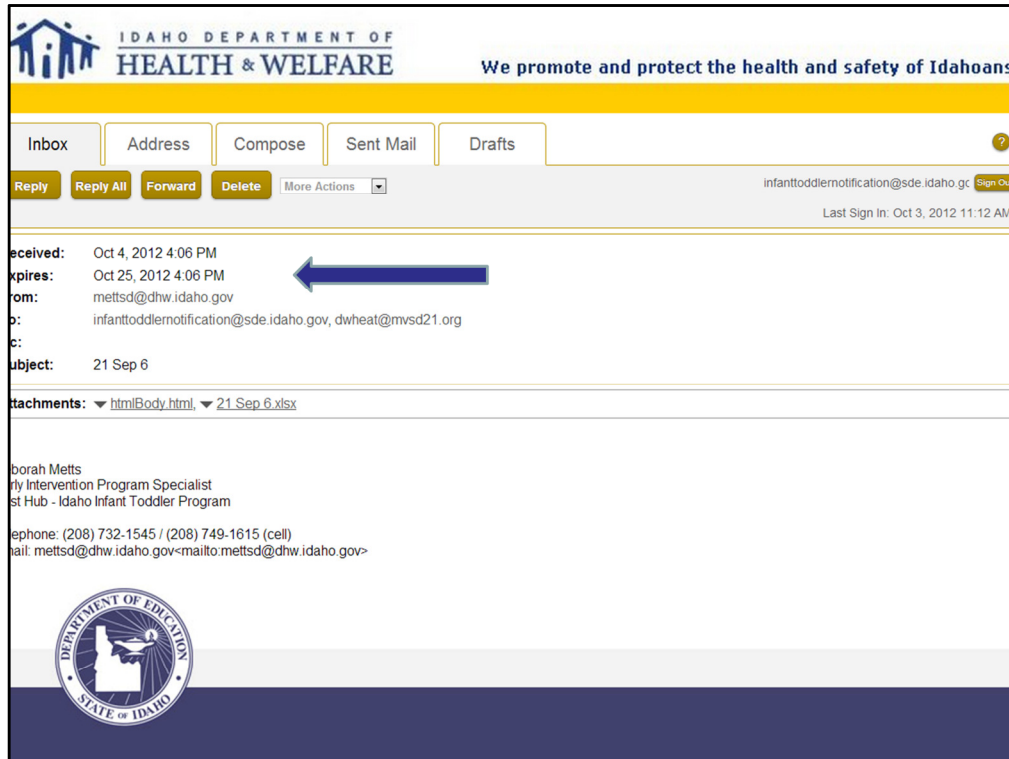 IDAHO DEPARTMENT OF
HEALTH & WELFARE
We promote and protect the health and safety of Idahoans
Inbox Address Compose Sent Mail Drafts ?
Reply Reply All Forward Delete More Actions infanttoddlernotification@sde.idaho.gc Sign Ou
Last Sign In: Oct 3, 2012 11:12 AM
eceived: Oct 4, 2012 4:06 PM
xpires: Oct 25, 2012 4:06 PM
rom: mettsd@dhw.idaho.gov
o: infanttoddlernotification@sde.idaho.gov, dwheat@mvsd21.org
c:
ubject: 21 Sep 6
ttachments: htmlBody.html, 21 Sep 6.xlsx
borah Metts
rly Intervention Program Specialist
st Hub - Idaho Infant Toddler Program
lephone: (208) 732-1545 / (208) 749-1615 (cell)
ail: mettsd@dhw.idaho.gov<mailto:mettsd@dhw.idaho.gov>
DEPARTMENT OF EDUCATION
STATE OF IDAHO